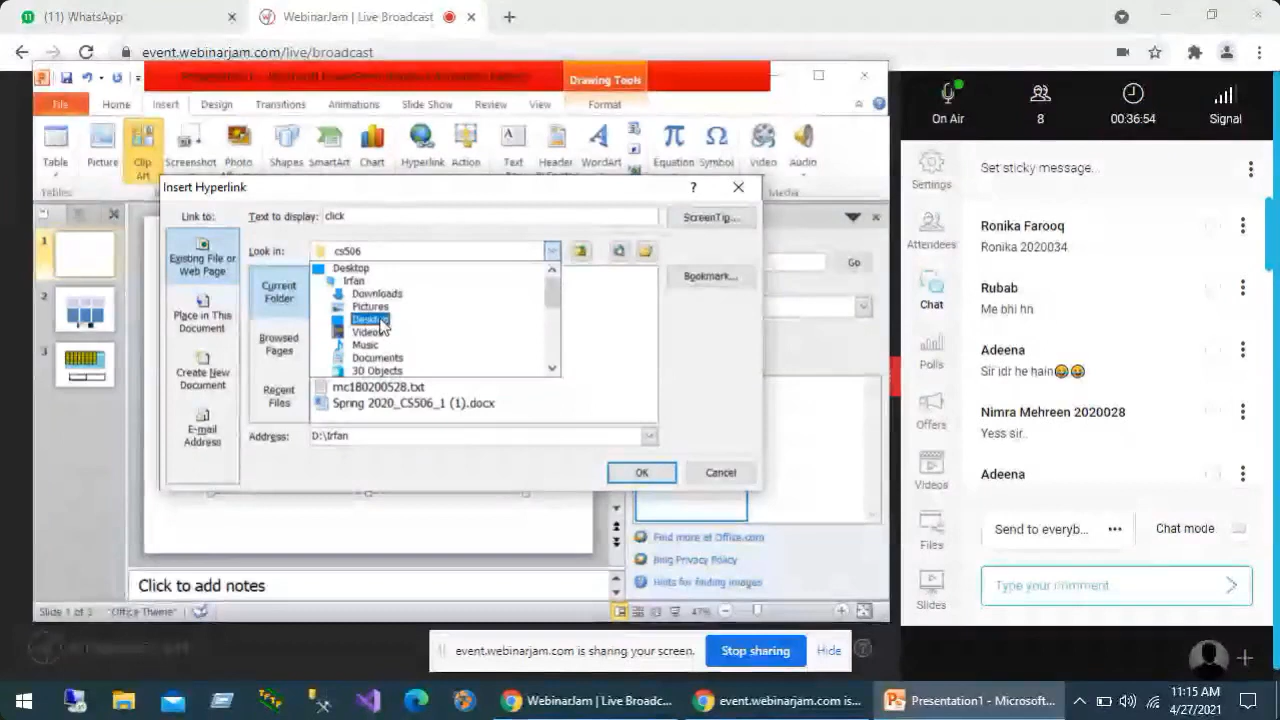 (11) WhatsApp
WebinarJam | Live Broadcast
event.webinarjam.com/live/broadcast
Drawing Tools
File
Home
Insert
Design
Transitions
Animations
Slide Show
Review
View
Format
Table
Picture
Clip
Art
Screenshot
Photo
Shapes
SmartArt
Chart
Hyperlink
Action
Text
Header
WordArt
Equation
Symbol
Video
Audio
Tables
Media
Insert Hyperlink
?
Link to:
Text to display:
click
ScreenTip...
Existing File or
Web Page
Look in:
cs506
Bookmark...
Place in This
Document
Create New
Document
E-mail
Address
Current
Folder
Browsed
Pages
Recent
Files
Desktop
Irfan
Downloads
Pictures
Desktop
Videos
Music
Documents
3D Objects
mc180200528.txt
Spring 2020_CS506_1 (1).docx
Address:
D:\Irfan
OK
Cancel
Go
1
2
3
Find more at Office.com
Bing Privacy Policy
Hints for finding images
Click to add notes
Slide 1 of 3
"Office Theme"
47%
event.webinarjam.com is sharing your screen.
Stop sharing
Hide
On Air
8
00:36:54
Signal
Settings
Attendees
Chat
Polls
Offers
Videos
Files
Slides
Set sticky message...
Ronika Farooq
Ronika 2020034
Rubab
Me bhi hn
Adeena
Sir idr he hain😂😂
Nimra Mehreen 2020028
Yess sir..
Adeena
Send to everyb...
Chat mode
Type your comment
WebinarJam | Live Broadc...
event.webinarjam.com is...
Presentation1 - Microsoft...
11:15 AM
4/27/2021